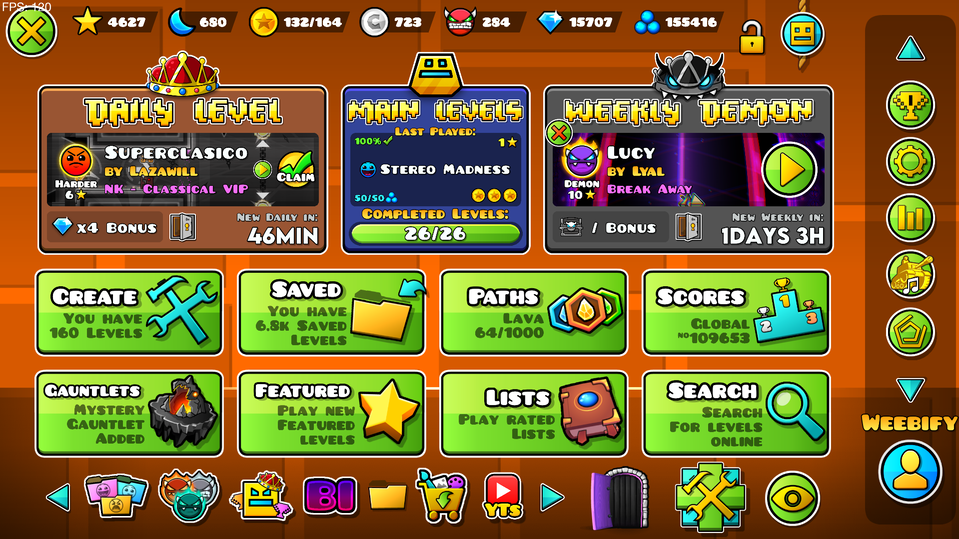 FPS: 120
4627
680
132/164
723
284
15707
155416
DAILY LEVEL
SUPERCLASICO
BY LAZAWILL
NK - CLASSICAL VIP
HARDER
6
CLAIM
X4 BONUS
NEW DAILY IN:
46MIN
MAIN LEVELS
LAST PLAYED:
100%
1
STEREO MADNESS
50/50
COMPLETED LEVELS:
26/26
WEEKLY DEMON
LUCY
BY LYAL
BREAK AWAY
DEMON
10
/ BONUS
NEW WEEKLY IN:
1DAYS 3H
CREATE
YOU HAVE
160 LEVELS
SAVED
YOU HAVE
6.8K SAVED
LEVELS
PATHS
LAVA
64/1000
SCORES
GLOBAL
NO109653
1
2
3
GAUNTLETS
MYSTERY
GAUNTLET
ADDED
FEATURED
PLAY NEW
FEATURED
LEVELS
LISTS
PLAY RATED
LISTS
SEARCH
SEARCH
FOR LEVELS
ONLINE
WEEBIFY
BI
YTS